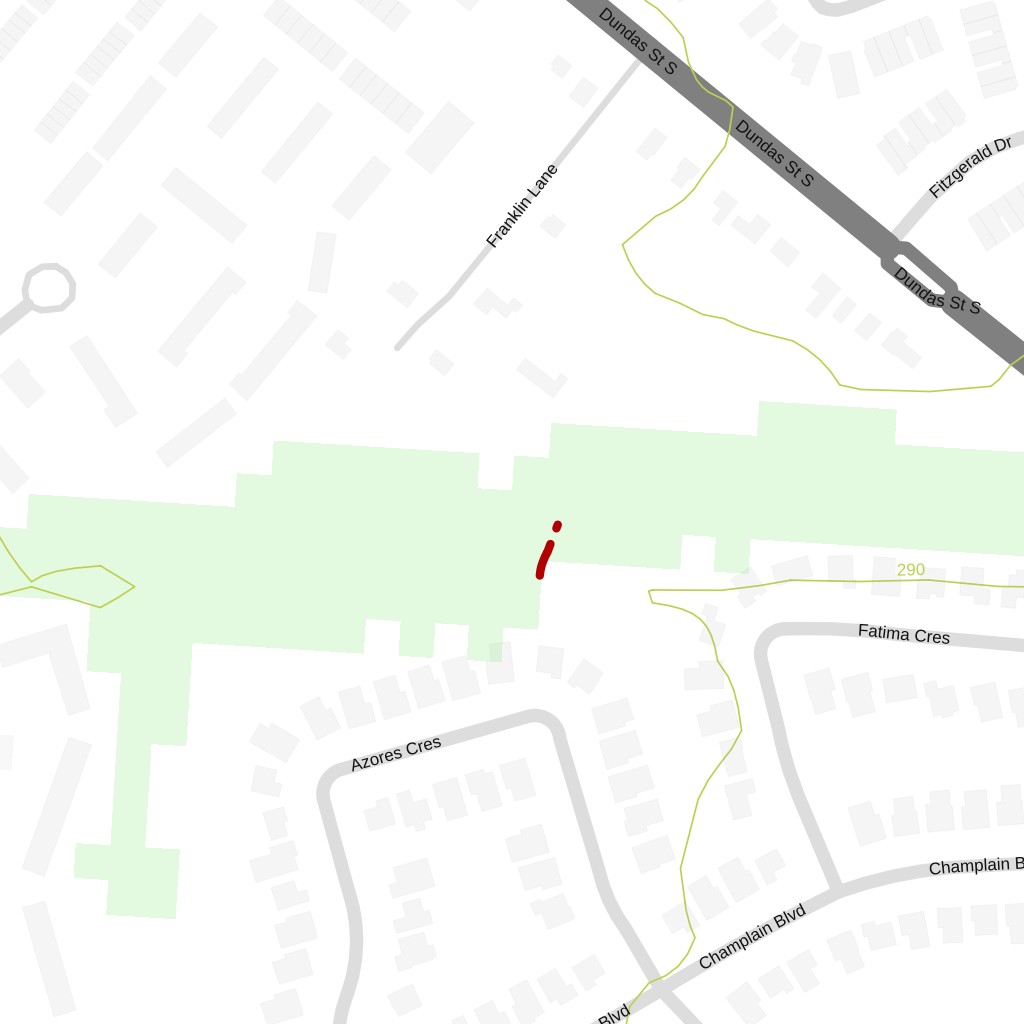 Dundas St S
Dundas St S
Fitzgerald Dr
Franklin Lane
Dundas St S
290
Fatima Cres
Azores Cres
Champlain B
Champlain Blvd
Blvd